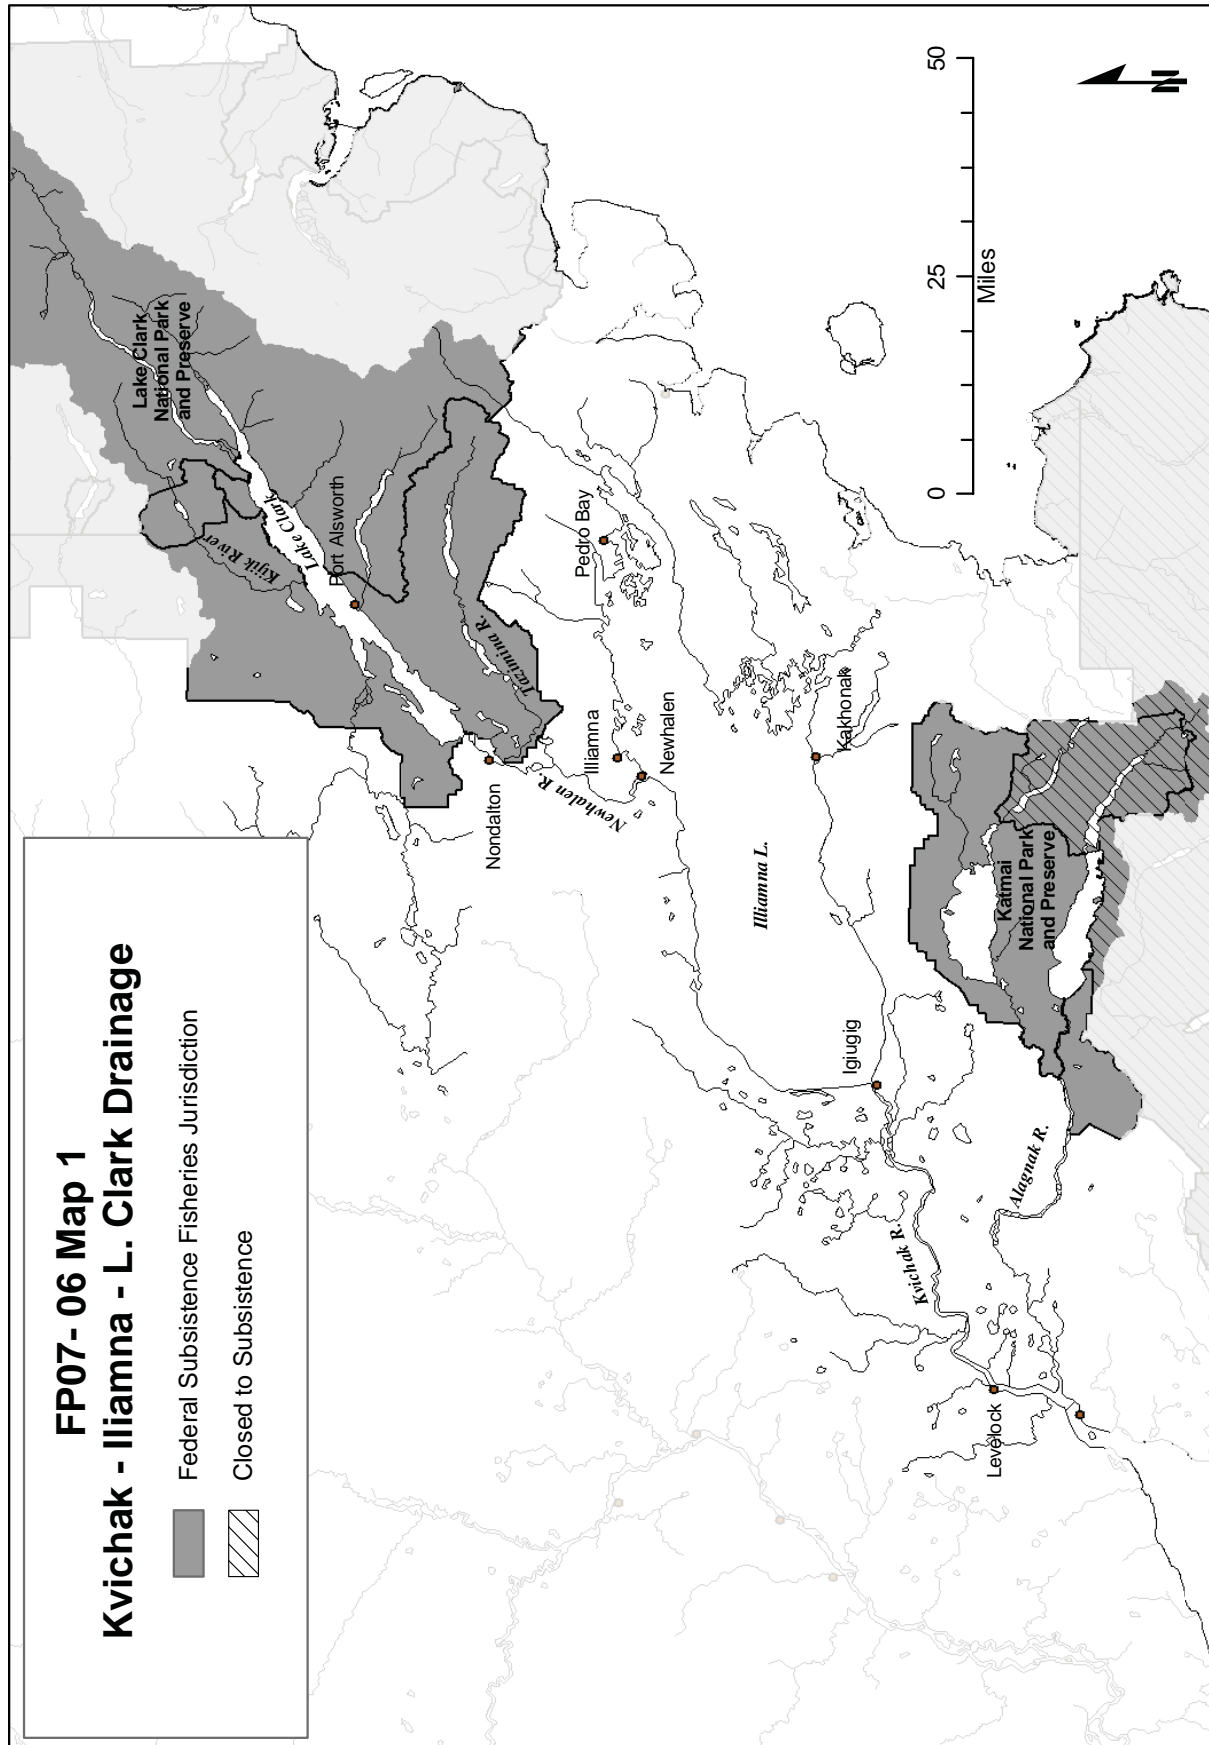 FP07- 06 Map 1
Kvichak - Iliamna - L. Clark Drainage
Federal Subsistence Fisheries Jurisdiction
Closed to Subsistence
Lake Clark
National Park
and Preserve
Kijik River
Lake Clark
Port Alsworth
Tazimina R.
Nondalton
Newhalen R.
Pedro Bay
Illiamna
Newhalen
Illiamna L.
Kakhonak
Igiugig
Katmai
National Park
and Preserve
Kvichak R.
Alagnak R.
Levelock
0 25 50
Miles
N